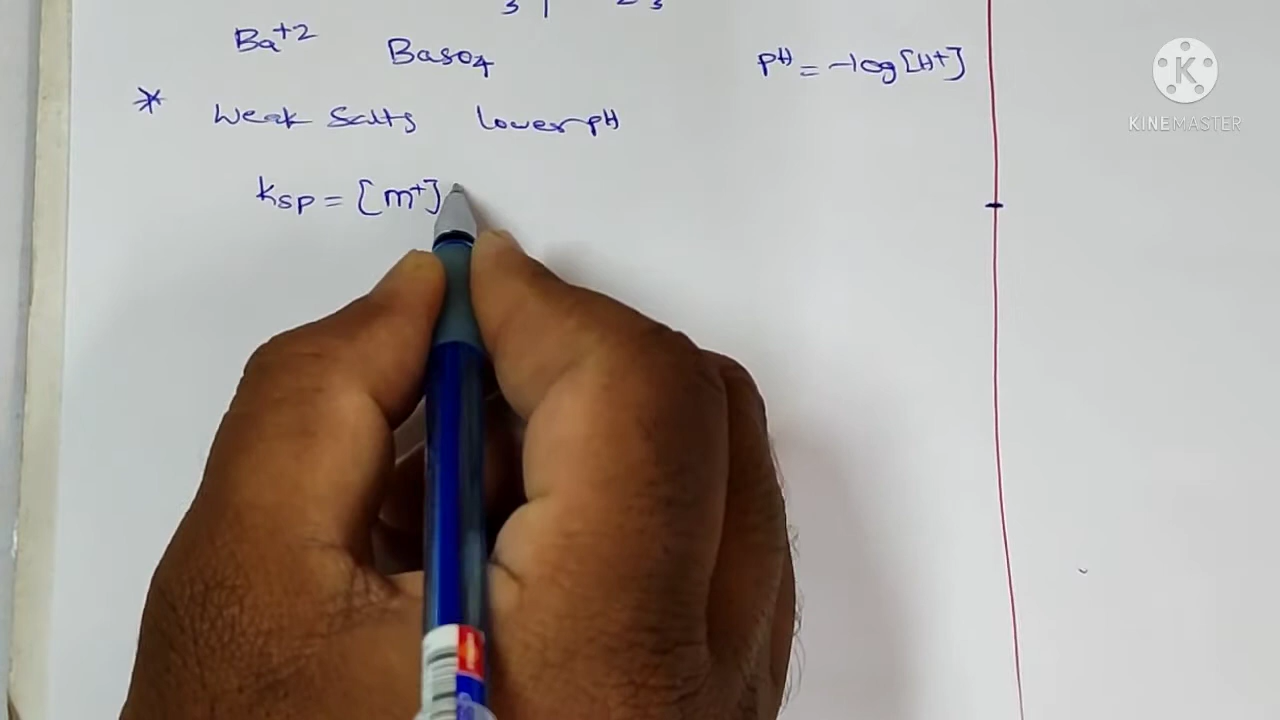 Ba+2 BaSO4
pH = -log[H+]
* Weak Salts lower pH
Ksp = [m+]
KINEMASTER